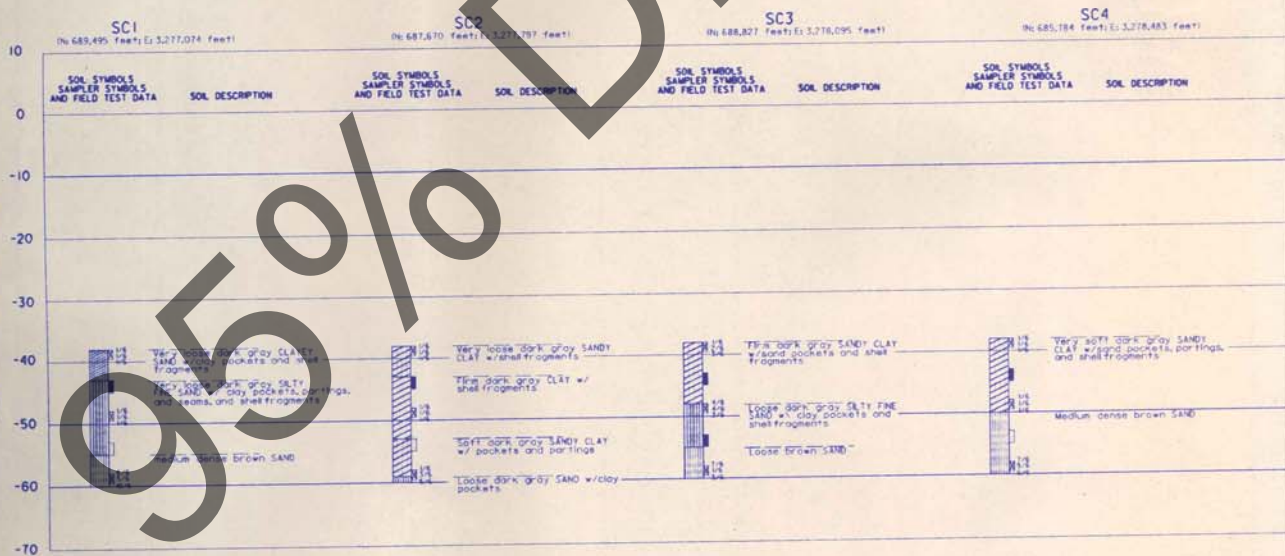 SC1
(N: 689,495 feet; E: 3,277,074 feet)
SC2
(N: 687,670 feet; E: 3,277,797 feet)
SC3
(N: 688,827 feet; E: 3,278,095 feet)
SC4
(N: 685,784 feet; E: 3,278,483 feet)
10
0
-10
-20
-30
-40
-50
-60
-70
SOIL SYMBOLS
SAMPLER SYMBOLS
AND FIELD TEST DATA
SOIL DESCRIPTION
SOIL SYMBOLS
SAMPLER SYMBOLS
AND FIELD TEST DATA
SOIL DESCRIPTION
SOIL SYMBOLS
SAMPLER SYMBOLS
AND FIELD TEST DATA
SOIL DESCRIPTION
SOIL SYMBOLS
SAMPLER SYMBOLS
AND FIELD TEST DATA
SOIL DESCRIPTION
Very loose dark gray CLAYEY
SAND w/clay pockets and shell
fragments
Very loose dark gray SILTY
FINE SAND w/ clay pockets, partings,
and seams, and shell fragments
Medium dense brown SAND
Very loose dark gray SANDY
CLAY w/shell fragments
Firm dark gray CLAY w/
shell fragments
Soft dark gray SANDY CLAY
w/ pockets and partings
Loose dark gray SAND w/clay
pockets
Firm dark gray SANDY CLAY
w/sand pockets and shell
fragments
Loose dark gray SILTY FINE
SAND w\ clay pockets and
shell fragments
Loose brown SAND
Very soft dark gray SANDY
CLAY w/sand pockets, partings,
and shell fragments
Medium dense brown SAND
95% D